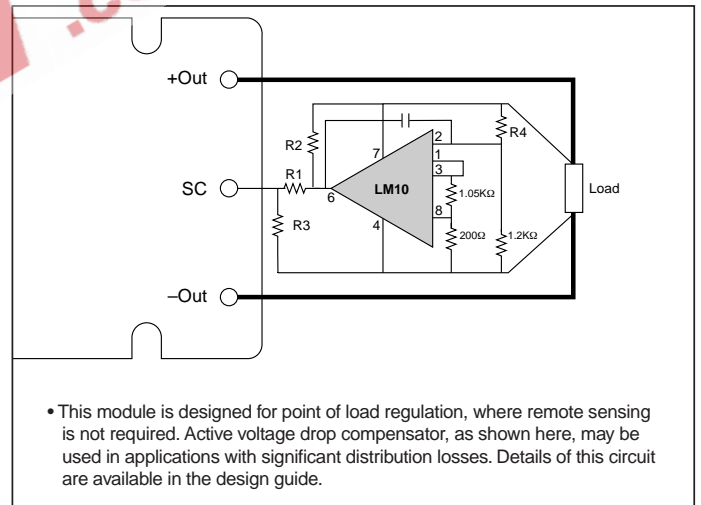 +Out
R2
R4
2
7
1
R1
3
SC
LM10
1.05KΩ
Load
6
8
4
R3
200Ω
1.2KΩ
–Out
• This module is designed for point of load regulation, where remote sensing
is not required. Active voltage drop compensator, as shown here, may be
used in applications with significant distribution losses. Details of this circuit
are available in the design guide.